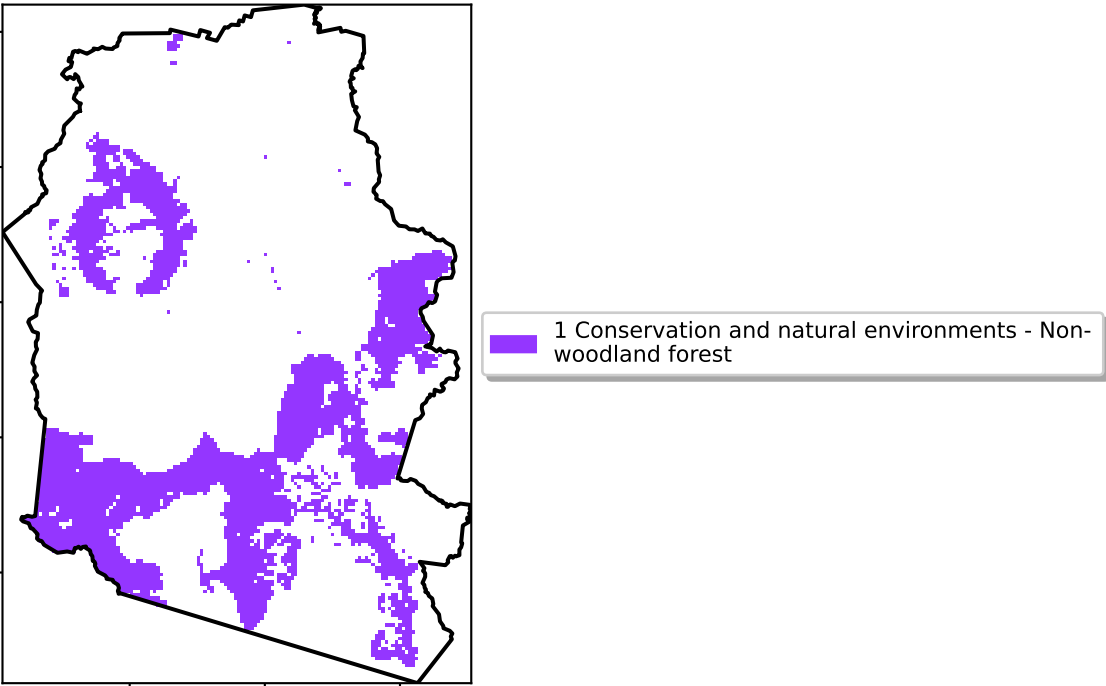 1 Conservation and natural environments - Non-
woodland forest